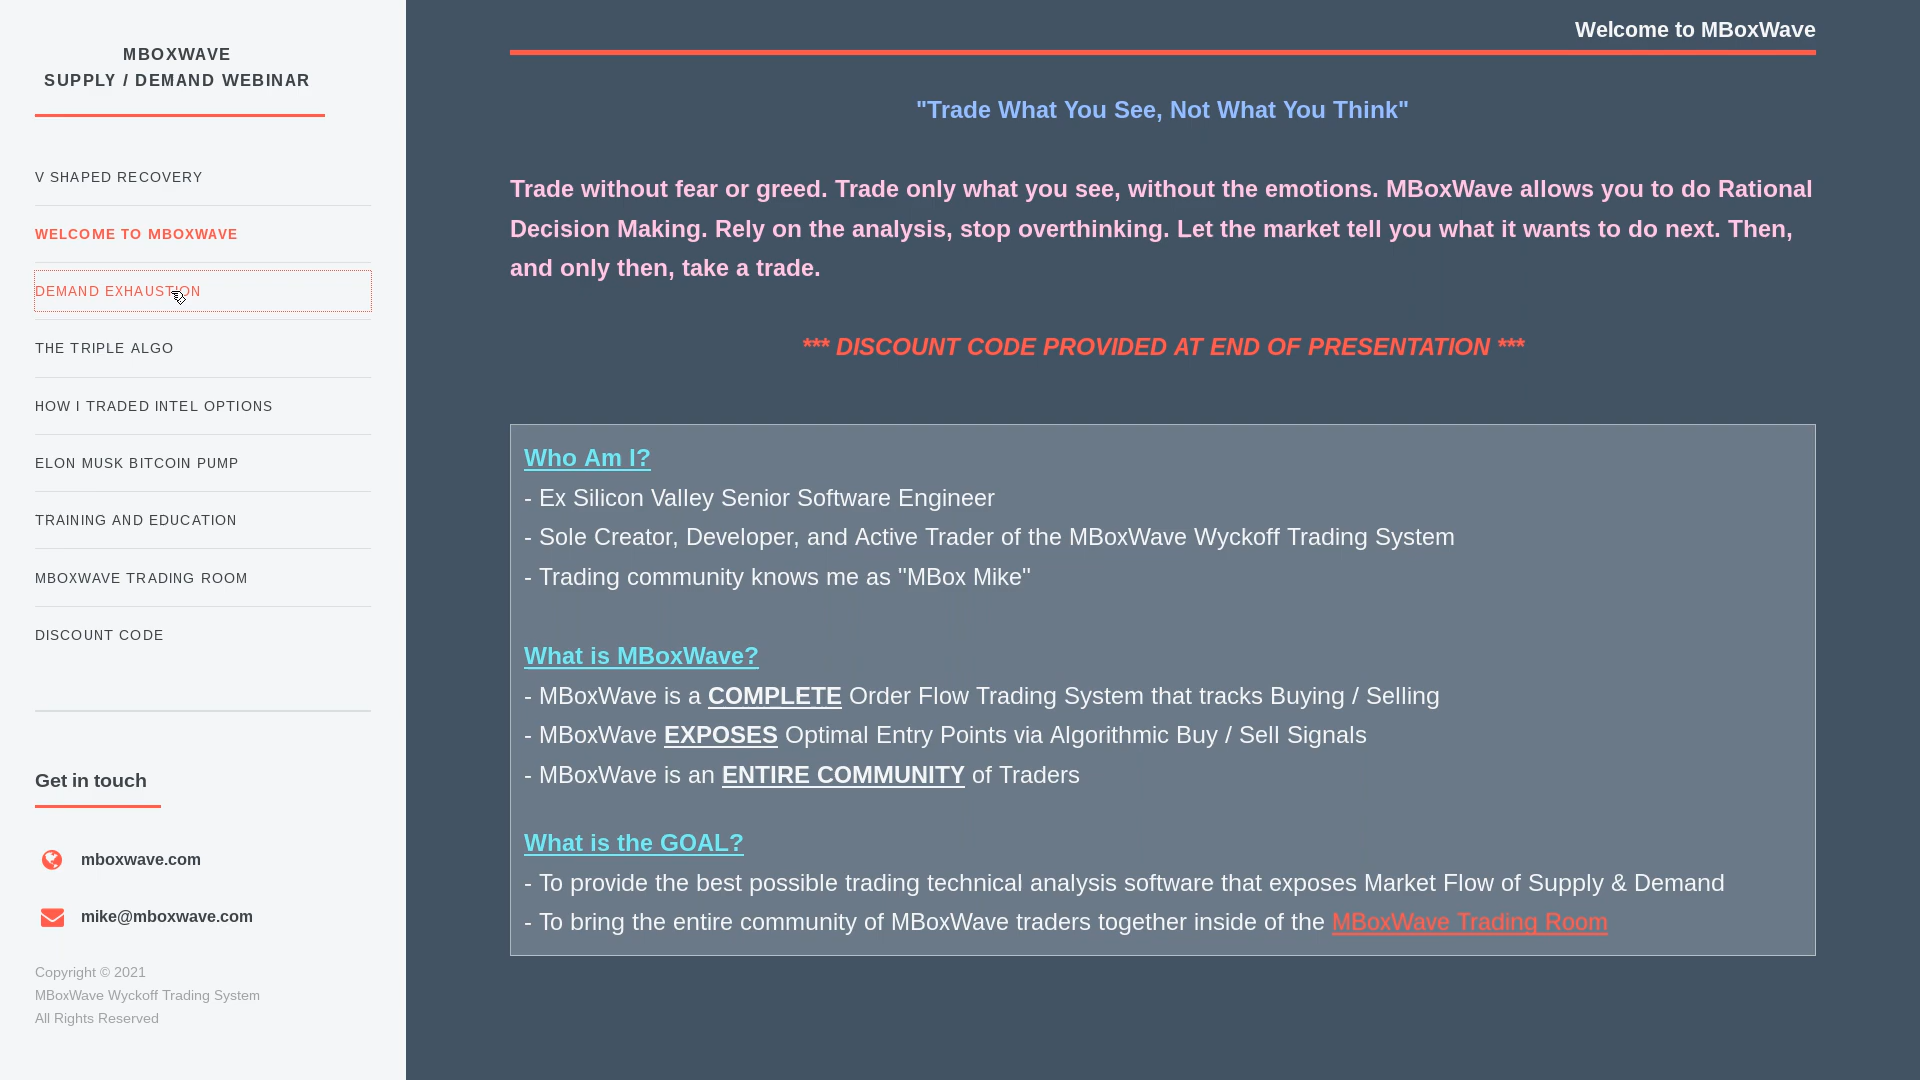 MBOXWAVE
SUPPLY / DEMAND WEBINAR
V SHAPED RECOVERY
WELCOME TO MBOXWAVE
DEMAND EXHAUSTION
THE TRIPLE ALGO
HOW I TRADED INTEL OPTIONS
ELON MUSK BITCOIN PUMP
TRAINING AND EDUCATION
MBOXWAVE TRADING ROOM
DISCOUNT CODE
Get in touch
mboxwave.com
mike@mboxwave.com
Copyright © 2021
MBoxWave Wyckoff Trading System
All Rights Reserved
Welcome to MBoxWave
"Trade What You See, Not What You Think"
Trade without fear or greed. Trade only what you see, without the emotions. MBoxWave allows you to do Rational
Decision Making. Rely on the analysis, stop overthinking. Let the market tell you what it wants to do next. Then,
and only then, take a trade.
*** DISCOUNT CODE PROVIDED AT END OF PRESENTATION ***
Who Am I?
- Ex Silicon Valley Senior Software Engineer
- Sole Creator, Developer, and Active Trader of the MBoxWave Wyckoff Trading System
- Trading community knows me as "MBox Mike"
What is MBoxWave?
- MBoxWave is a COMPLETE Order Flow Trading System that tracks Buying / Selling
- MBoxWave EXPOSES Optimal Entry Points via Algorithmic Buy / Sell Signals
- MBoxWave is an ENTIRE COMMUNITY of Traders
What is the GOAL?
- To provide the best possible trading technical analysis software that exposes Market Flow of Supply & Demand
- To bring the entire community of MBoxWave traders together inside of the MBoxWave Trading Room